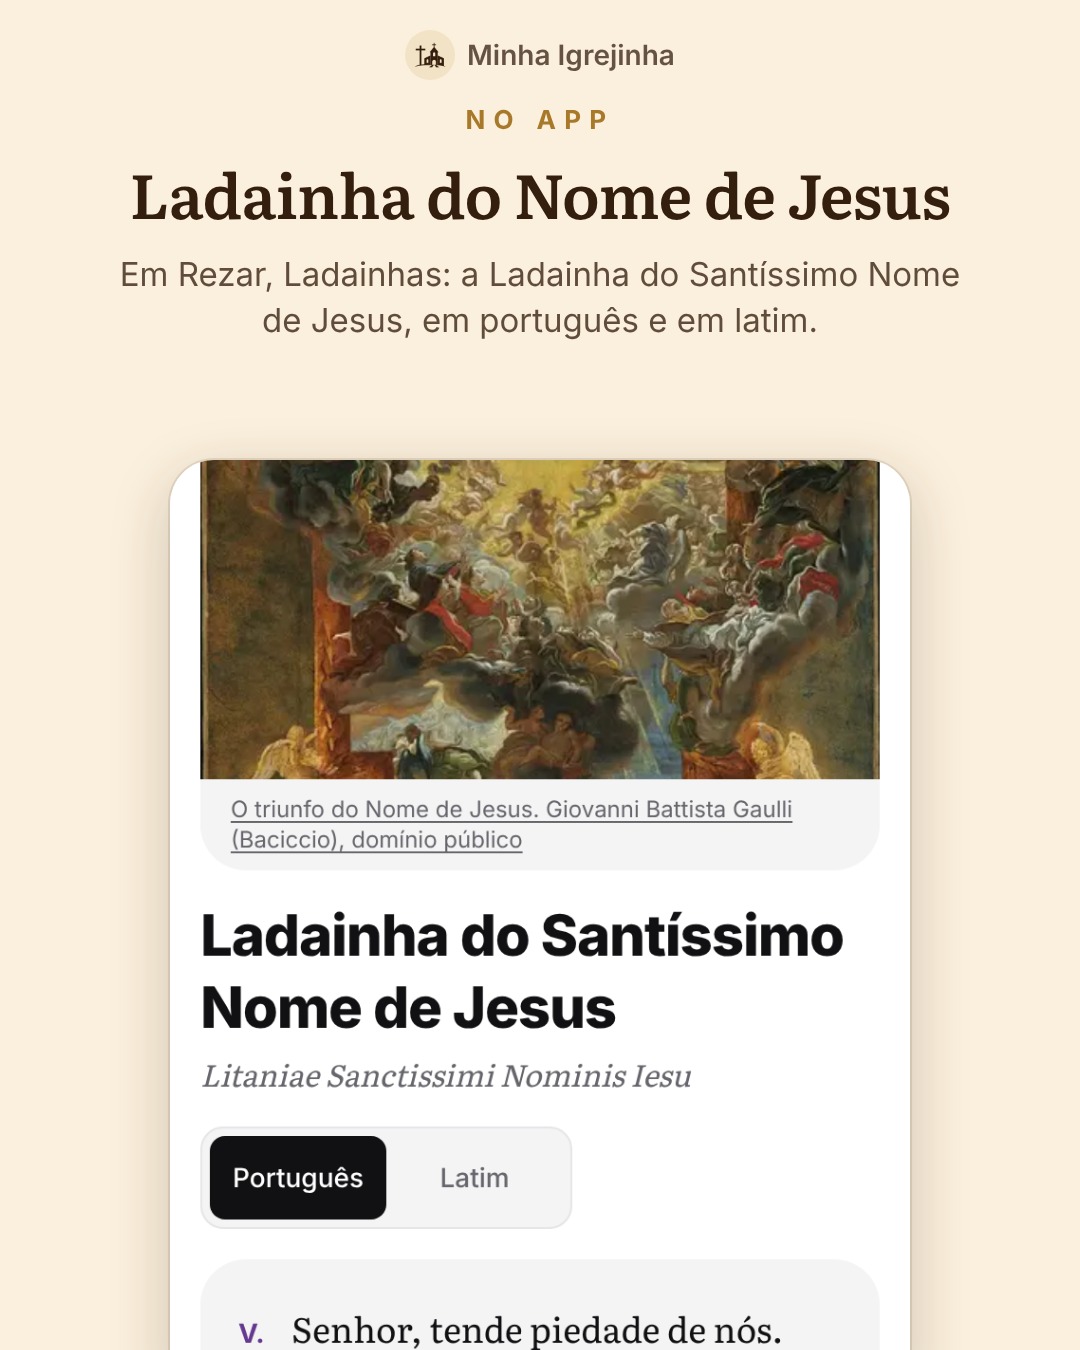 Minha Igrejinha
NO APP
Ladainha do Nome de Jesus
Em Rezar, Ladainhas: a Ladainha do Santíssimo Nome
de Jesus, em português e em latim.
O triunfo do Nome de Jesus. Giovanni Battista Gaulli
(Baciccio), domínio público
Ladainha do Santíssimo
Nome de Jesus
Litaniae Sanctissimi Nominis Iesu
Português Latim
V. Senhor, tende piedade de nós.